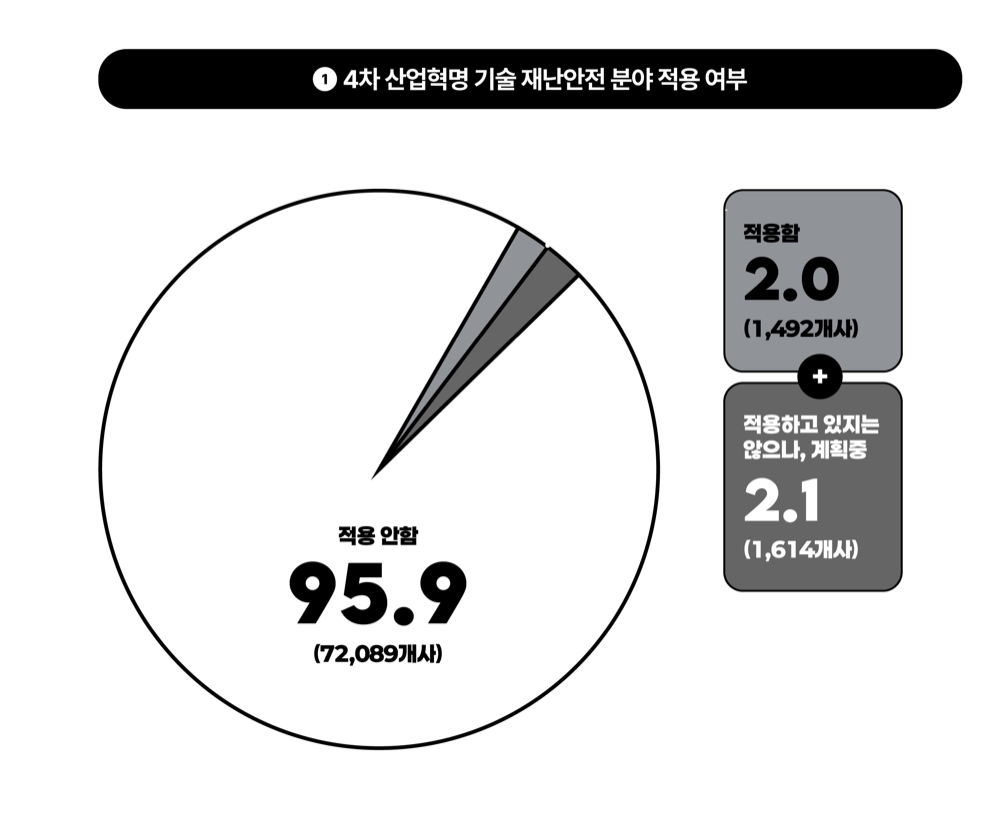 1 4차 산업혁명 기술 재난안전 분야 적용 여부
적용함
2.0
(1,492개사)
+
적용하고 있지는
않으나, 계획중
2.1
(1,614개사)
적용 안함
95.9
(72,089개사)